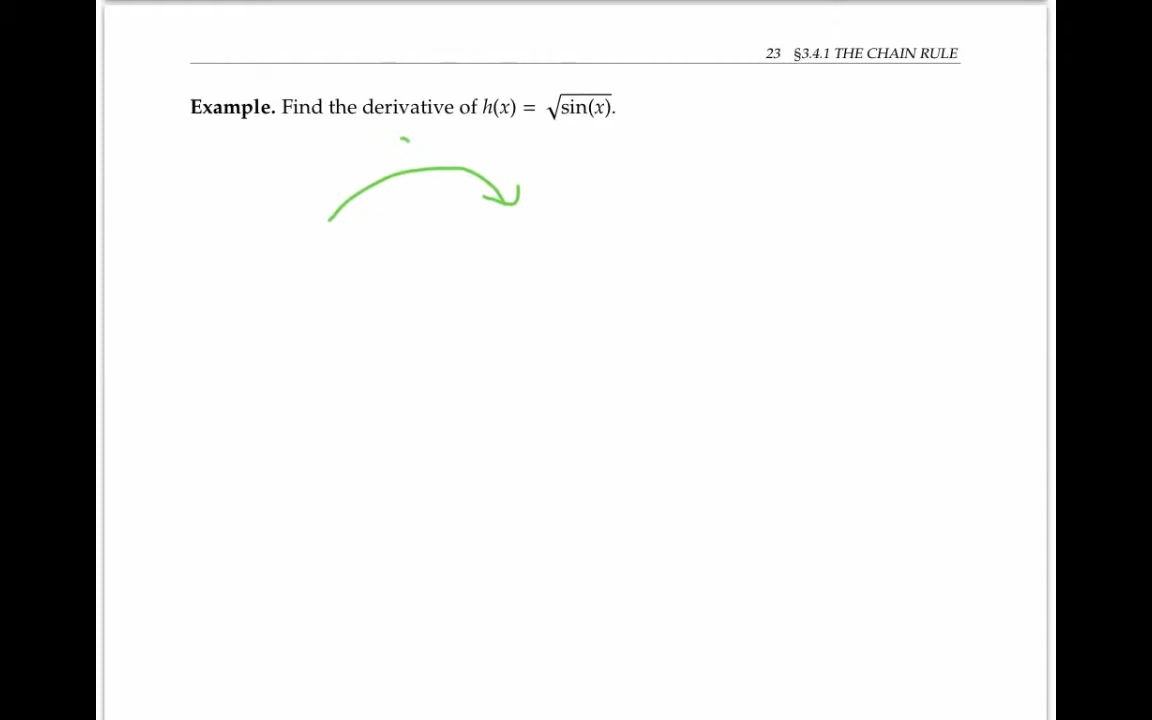 23 §3.4.1 THE CHAIN RULE
Example. Find the derivative of h(x) = √sin(x).